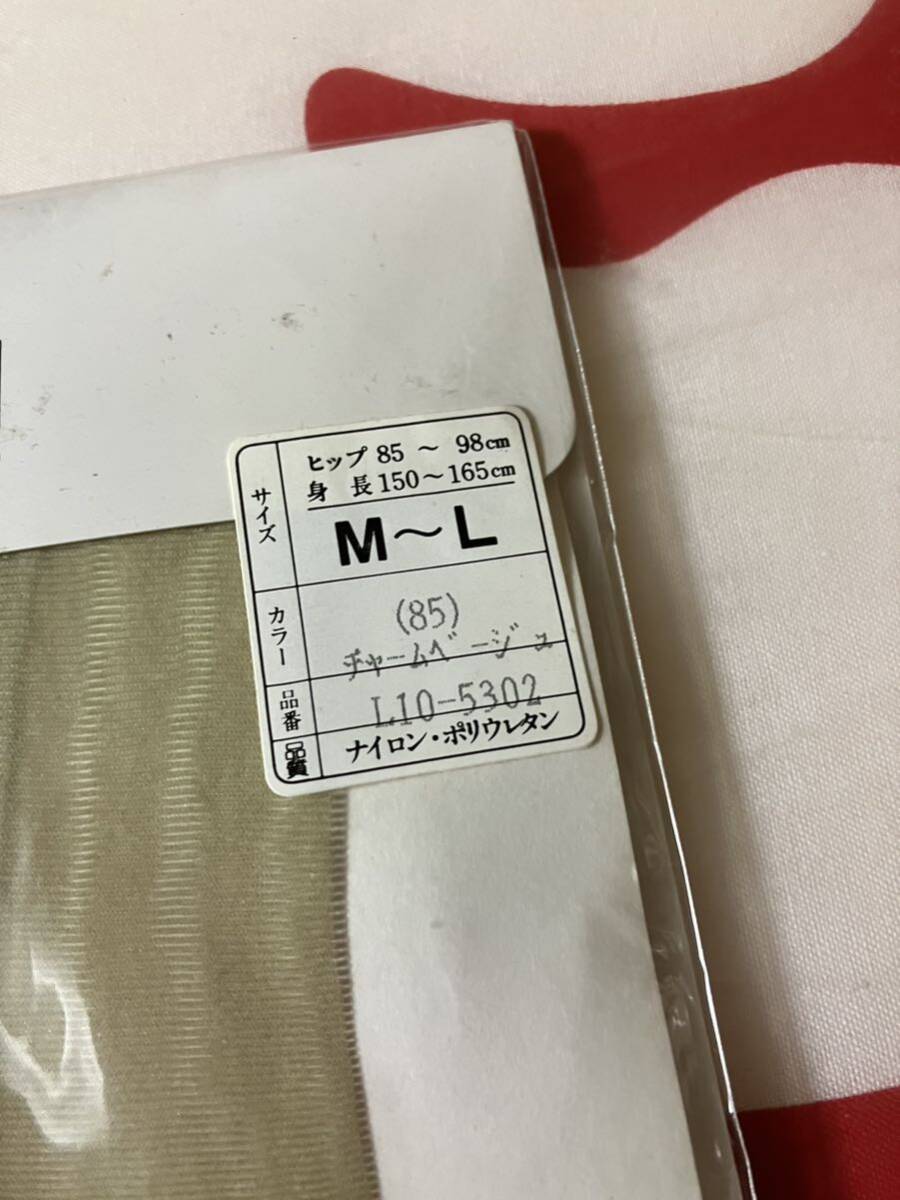 サイズ
ヒップ 85 〜 98cm
身 長 150〜165cm
M〜L
カラー
(85)
チャームベージュ
品番
L10-5302
品質
ナイロン・ポリウレタン